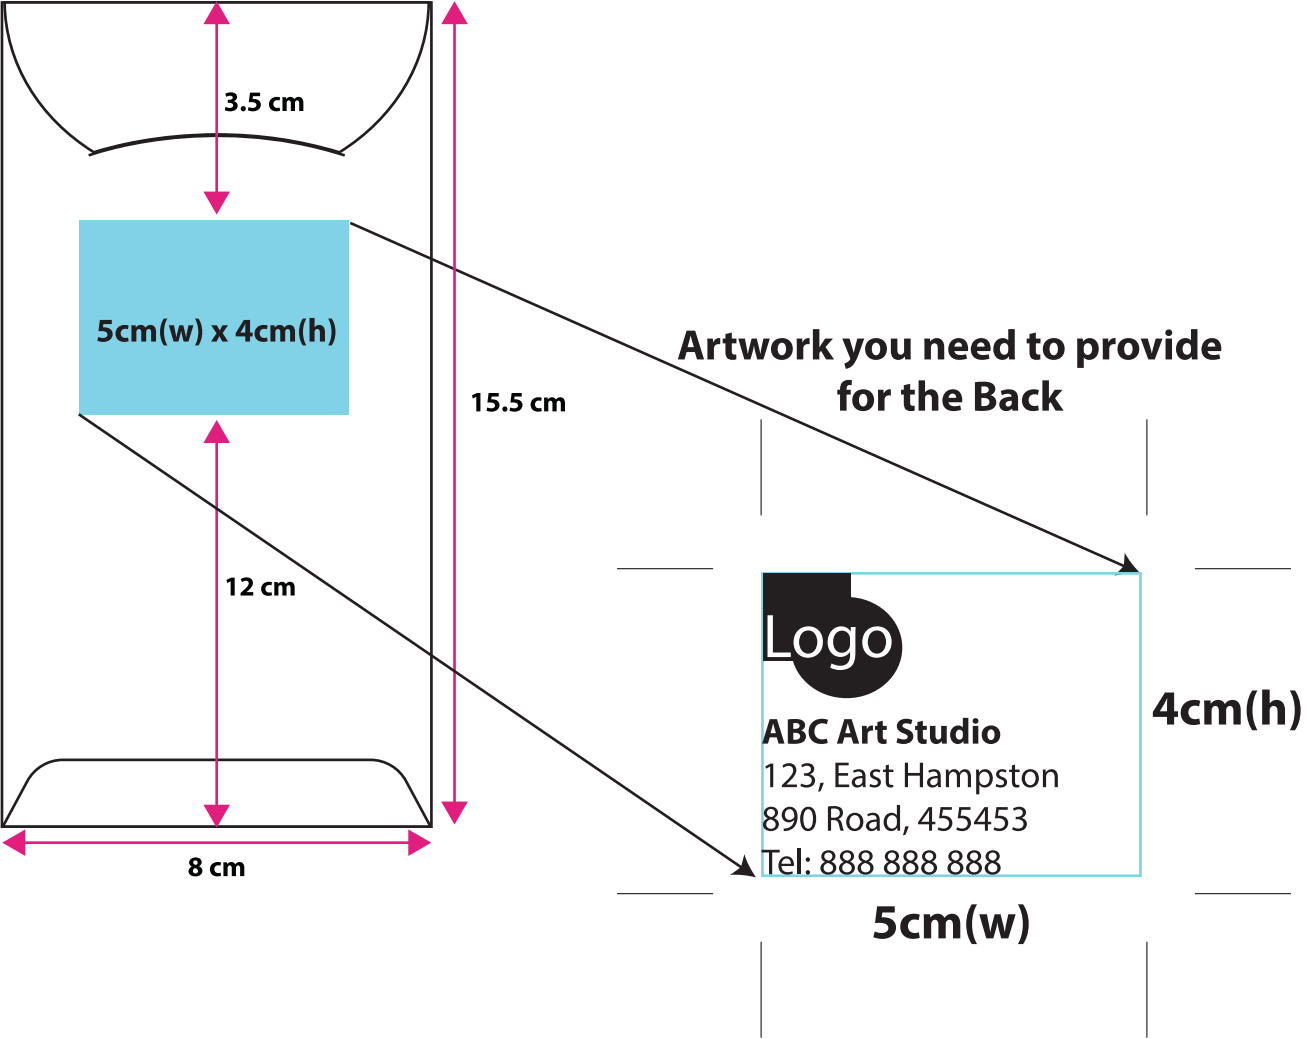 3.5 cm
5cm(w) x 4cm(h)
15.5 cm
12 cm
8 cm
Artwork you need to provide
for the Back
Logo
ABC Art Studio
123, East Hampston
890 Road, 455453
Tel: 888 888 888
4cm(h)
5cm(w)